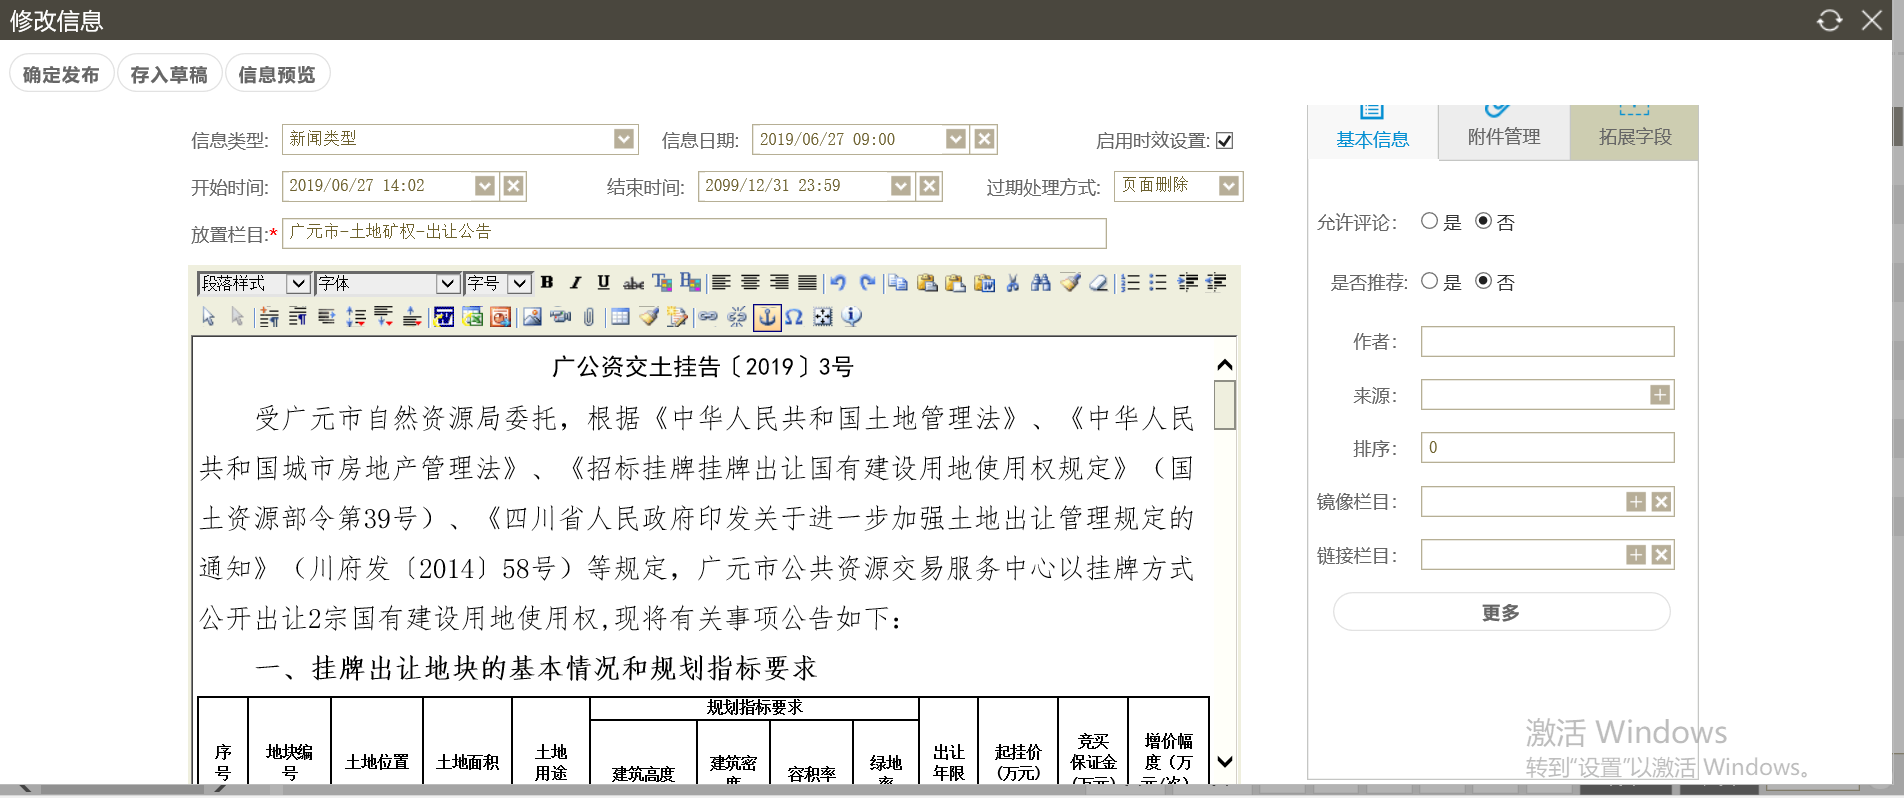 修改信息
确定发布 存入草稿 信息预览
信息类型: 新闻类型 信息日期: 2019/06/27 09:00 启用时效设置:
开始时间: 2019/06/27 14:02 结束时间: 2099/12/31 23:59 过期处理方式: 页面删除
放置栏目:* 广元市-土地矿权-出让公告
段落样式 字体 字号 B I U abc
广公资交土挂告〔2019〕3号
受广元市自然资源局委托，根据《中华人民共和国土地管理法》、《中华人民
共和国城市房地产管理法》、《招标挂牌挂牌出让国有建设用地使用权规定》（国
土资源部令第39号）、《四川省人民政府印发关于进一步加强土地出让管理规定的
通知》（川府发〔2014〕58号）等规定，广元市公共资源交易服务中心以挂牌方式
公开出让2宗国有建设用地使用权,现将有关事项公告如下：
一、挂牌出让地块的基本情况和规划指标要求
规划指标要求
序号 地块编号 土地位置 土地面积 土地用途 建筑高度 建筑密度 容积率 绿地率 出让年限 起挂价(万元) 竞买保证金(万元) 增价幅度（万元/次）
基本信息 附件管理 拓展字段
允许评论： 是 否
是否推荐: 是 否
作者：
来源：
排序： 0
镜像栏目：
链接栏目：
更多
激活 Windows
转到“设置”以激活 Windows。